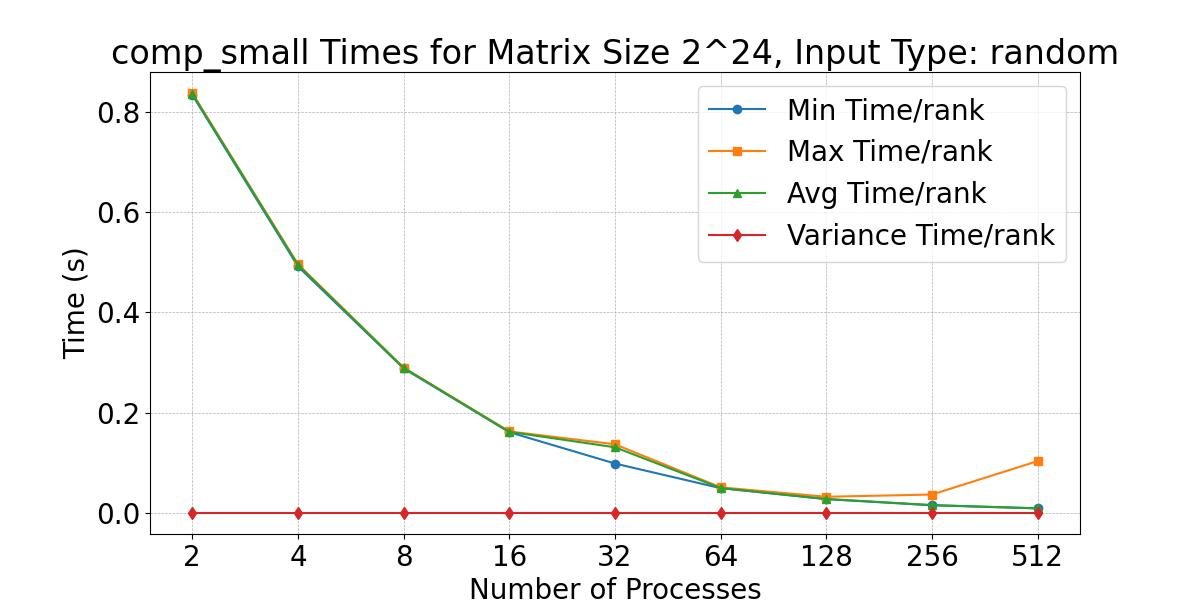 comp_small Times for Matrix Size 2^24, Input Type: random
Min Time/rank
Max Time/rank
Avg Time/rank
Variance Time/rank
Time (s)
0.8
0.6
0.4
0.2
0.0
2 4 8 16 32 64 128 256 512
Number of Processes